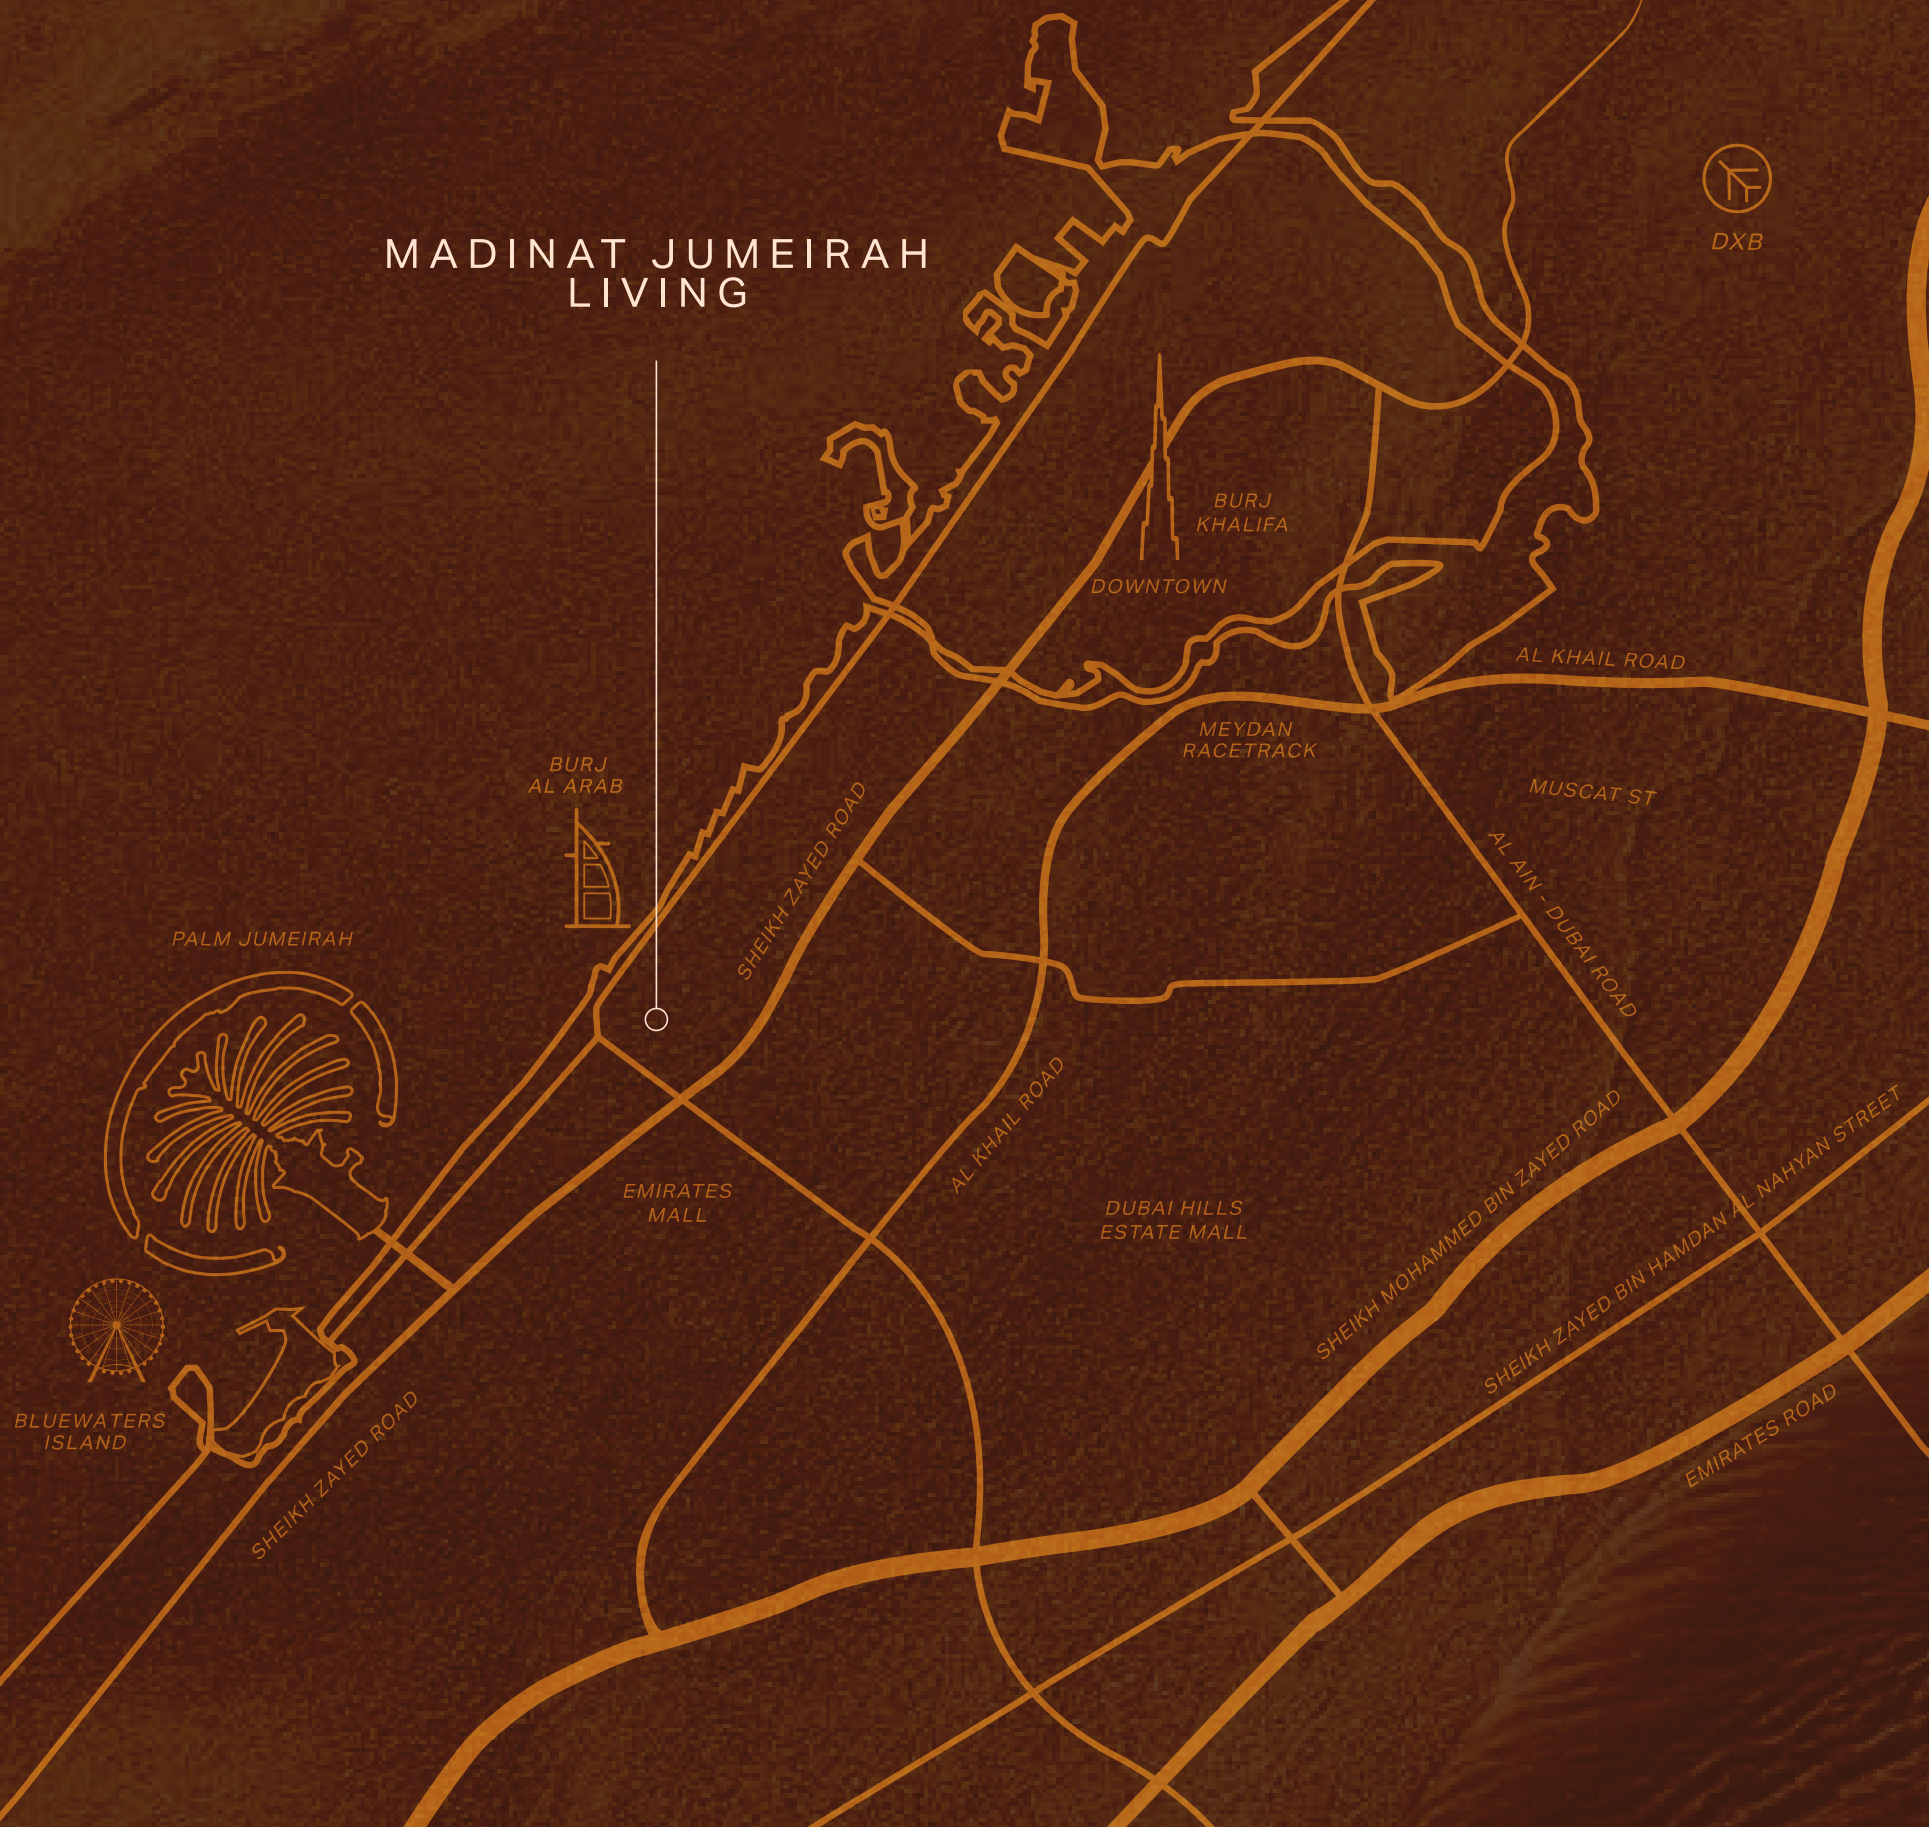 DXB
MADINAT JUMEIRAH
LIVING
BURJ
KHALIFA
DOWNTOWN
AL KHAIL ROAD
MEYDAN
RACETRACK
BURJ
AL ARAB
MUSCAT ST
SHEIKH ZAYED ROAD
AL AIN - DUBAI ROAD
PALM JUMEIRAH
AL KHAIL ROAD
EMIRATES
MALL
DUBAI HILLS
ESTATE MALL
SHEIKH MOHAMMED BIN ZAYED ROAD
SHEIKH ZAYED BIN HAMDAN AL NAHYAN STREET
BLUEWATERS
ISLAND
SHEIKH ZAYED ROAD
EMIRATES ROAD